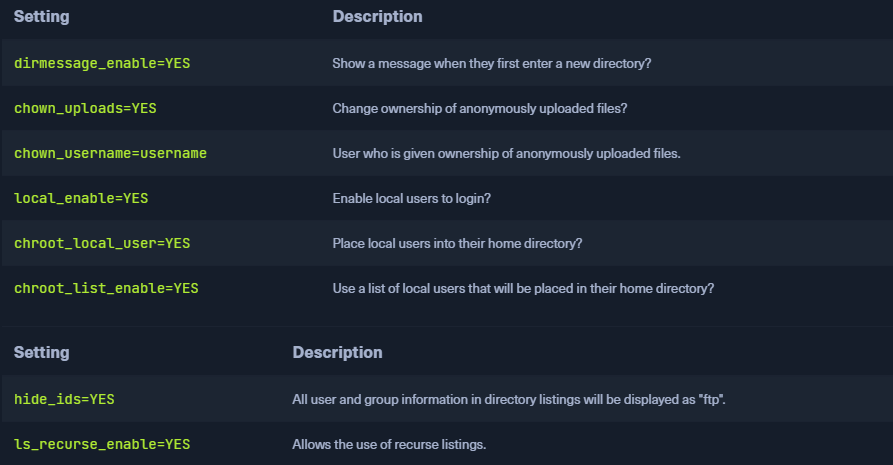 Setting Description
dirmessage_enable=YES Show a message when they first enter a new directory?
chown_uploads=YES Change ownership of anonymously uploaded files?
chown_username=username User who is given ownership of anonymously uploaded files.
local_enable=YES Enable local users to login?
chroot_local_user=YES Place local users into their home directory?
chroot_list_enable=YES Use a list of local users that will be placed in their home directory?
Setting Description
hide_ids=YES All user and group information in directory listings will be displayed as "ftp".
ls_recurse_enable=YES Allows the use of recurse listings.